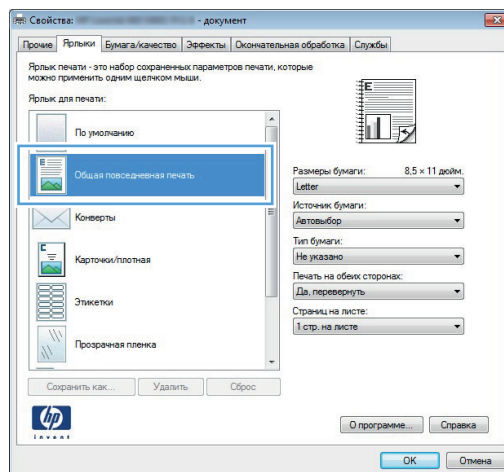 Свойства: - документ
Прочие Ярлыки Бумага/качество Эффекты Окончательная обработка Службы
Ярлык печати - это набор сохраненных параметров печати, которые
можно применить одним щелчком мыши.
Ярлык для печати:
По умолчанию
Общая повседневная печать
Конверты
Карточки/плотная
Этикетки
Прозрачная пленка
E
Размеры бумаги: 8,5 × 11 дюйм.
Letter
Источник бумаги:
Автовыбор
Тип бумаги:
Не указано
Печать на обеих сторонах:
Да, перевернуть
Страниц на листе:
1 стр. на листе
Сохранить как... Удалить Сброс
hp
invent
О программе... Справка
OK Отмена